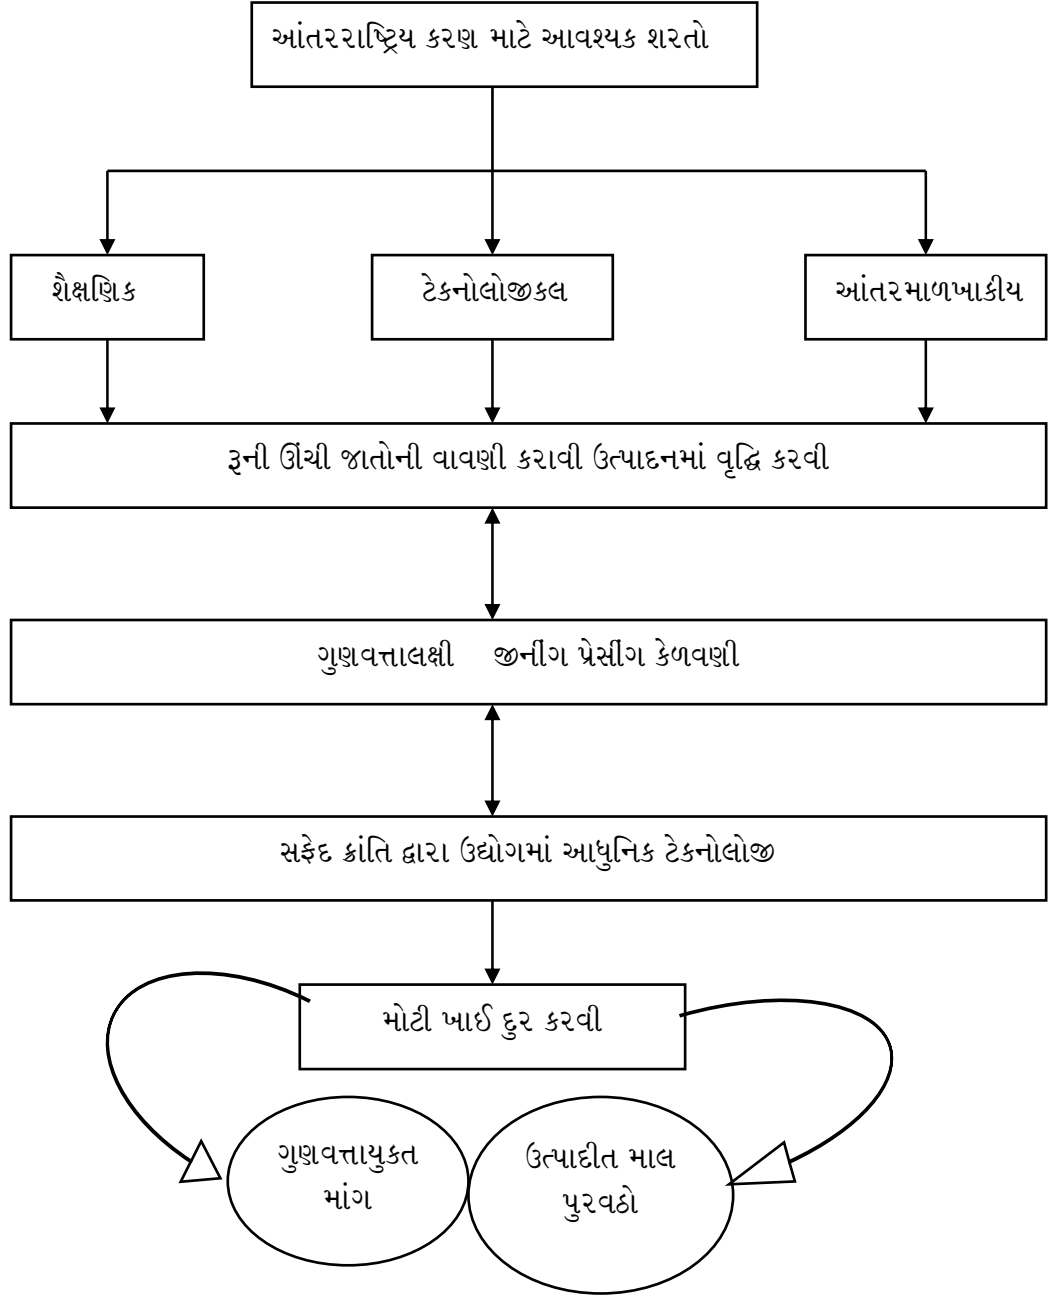 આંતરરાષ્ટ્રિય કરણ માટે આવશ્યક શરતો
શૈક્ષણિક
ટેકનોલોજીકલ
આંતરમાળખાકીય
રૂની ઊંચી જાતોની વાવણી કરાવી ઉત્પાદનમાં વૃદ્ધિ કરવી
ગુણવત્તાલક્ષી જીનીંગ પ્રેસીંગ કેળવણી
સફેદ ક્રાંતિ દ્વારા ઉદ્યોગમાં આધુનિક ટેકનોલોજી
મોટી ખાઈ દુર કરવી
ગુણવત્તાયુકત
માંગ
ઉત્પાદીત માલ
પુરવઠો